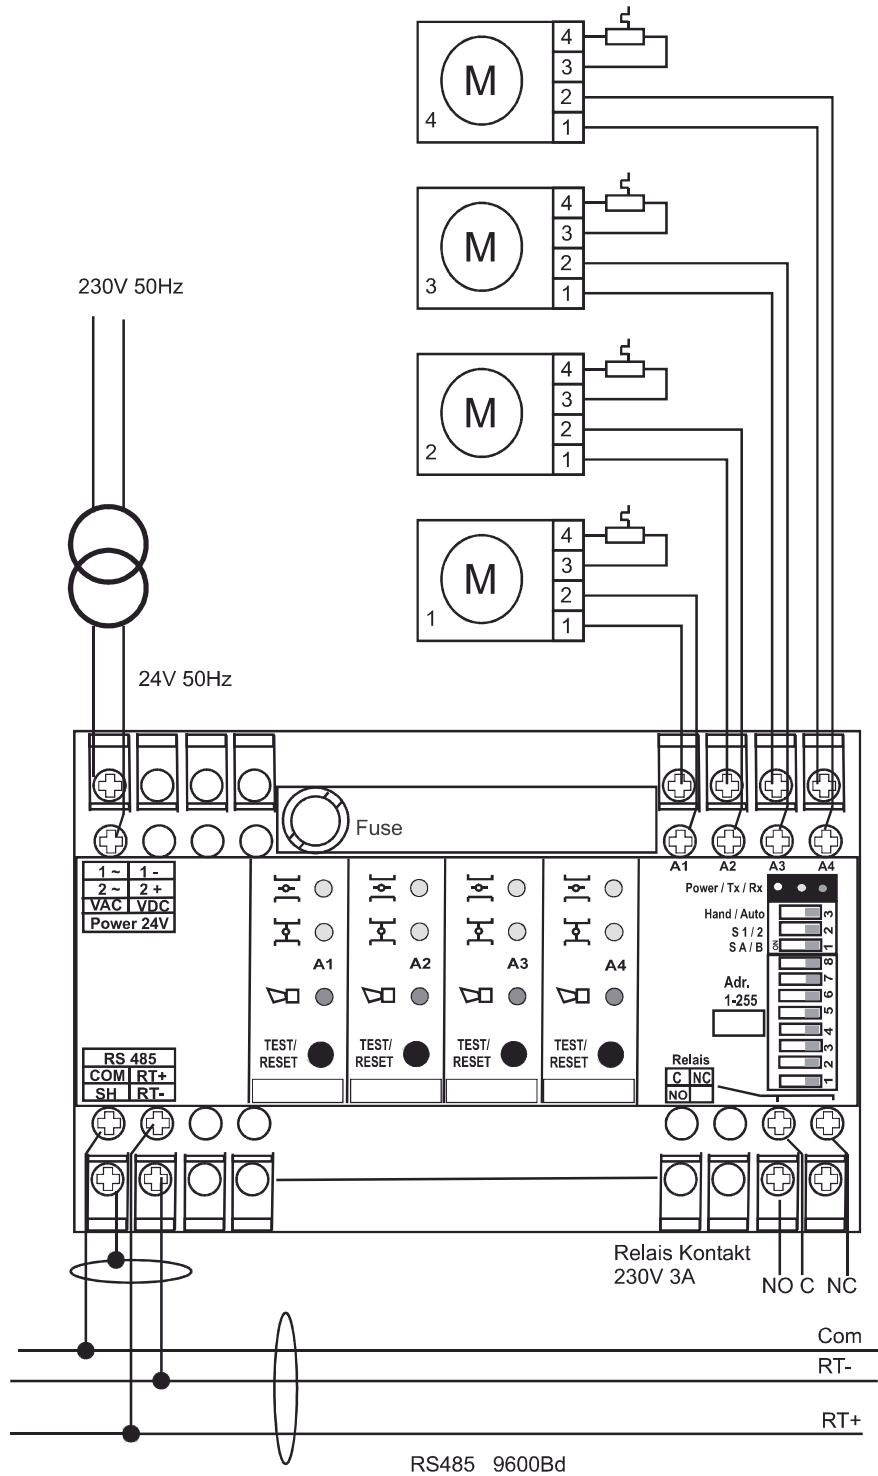 4
3
M
2
4
1
4
3
M
2
3
1
230V 50Hz
4
3
M
2
2
1
4
3
M
2
1
1
24V 50Hz
Fuse
A1 A2 A3 A4
1 ~ 1 -
2 ~ 2 +
VAC VDC
Power 24V
Power / Tx / Rx
Hand / Auto 3
S 1 / 2 2
S A / B ON 1
A1 A2 A3 A4
8
Adr. 7
1-255 6
5
4
3
2
1
TEST/ TEST/ TEST/ TEST/
RESET RESET RESET RESET
RS 485
COM RT+
SH RT-
Relais
C NC
NO
Relais Kontakt
230V 3A
NO C NC
Com
RT-
RT+
RS485 9600Bd